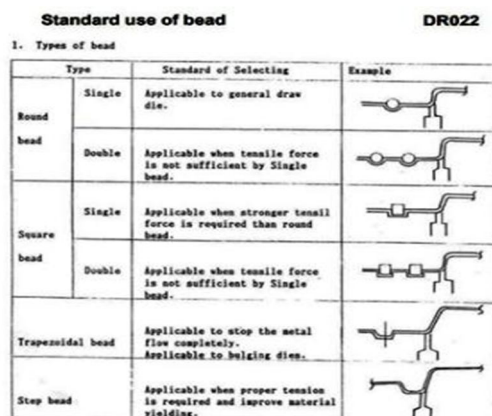 Standard use of bead
DR022
1. Types of bead
Type
Standard of Selecting
Example
Round
bead
Single
Applicable to general draw
die.
Double
Applicable when tensile force
is not sufficient by Single
bead.
Square
bead
Single
Applicable when stronger tensil
force is required than round
bead.
Double
Applicable when tensile force
is not sufficient by Single
bead.
Trapezoidal bead
Applicable to stop the metal
flow completely.
Applicable to bulging dies.
Step bead
Applicable when proper tension
is required and improve material
yielding.